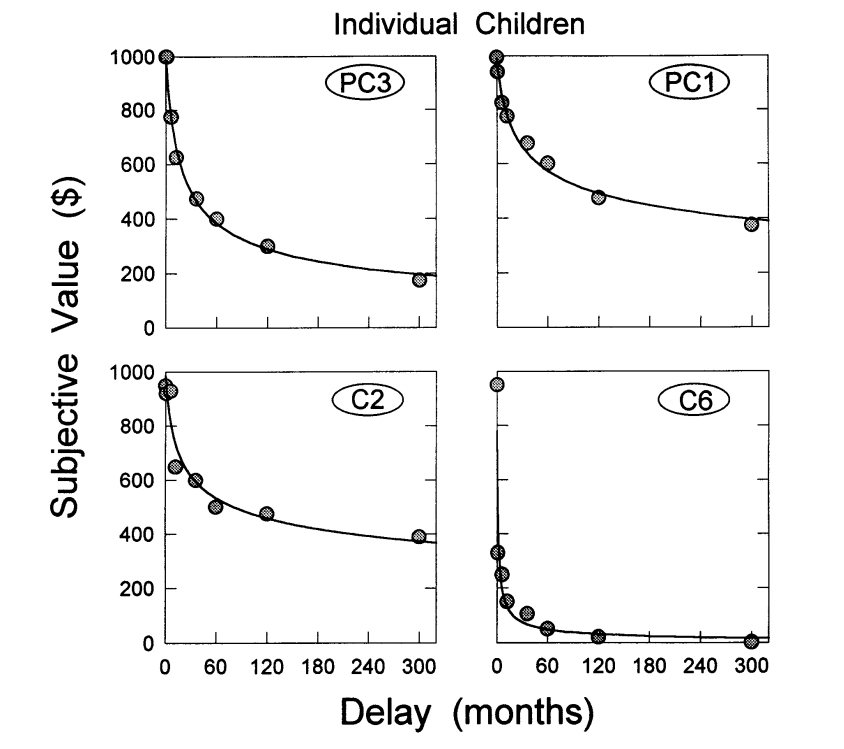 Individual Children
PC3
PC1
1000
800
600
400
200
0
C2
C6
1000
800
600
400
200
0
Subjective Value ($)
0 60 120 180 240 300
0 60 120 180 240 300
Delay (months)